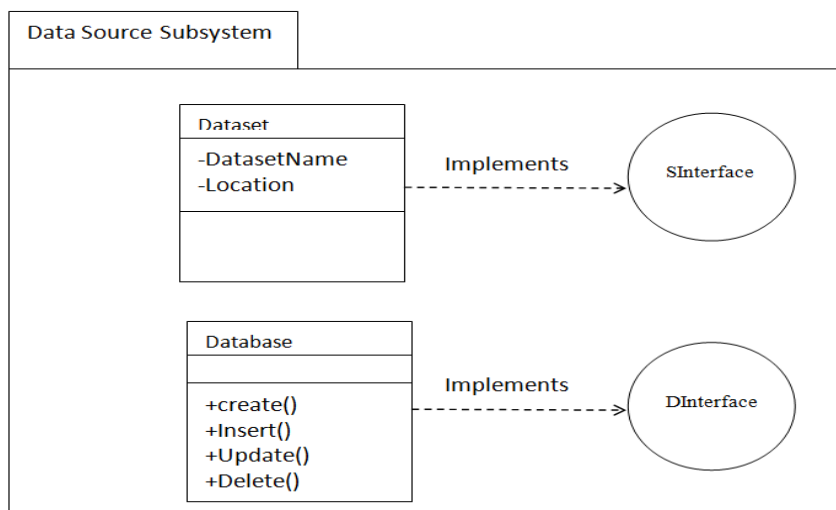 Data Source Subsystem
Dataset
-DatasetName
-Location
Implements
SInterface
Database
+create()
+Insert()
+Update()
+Delete()
Implements
DInterface